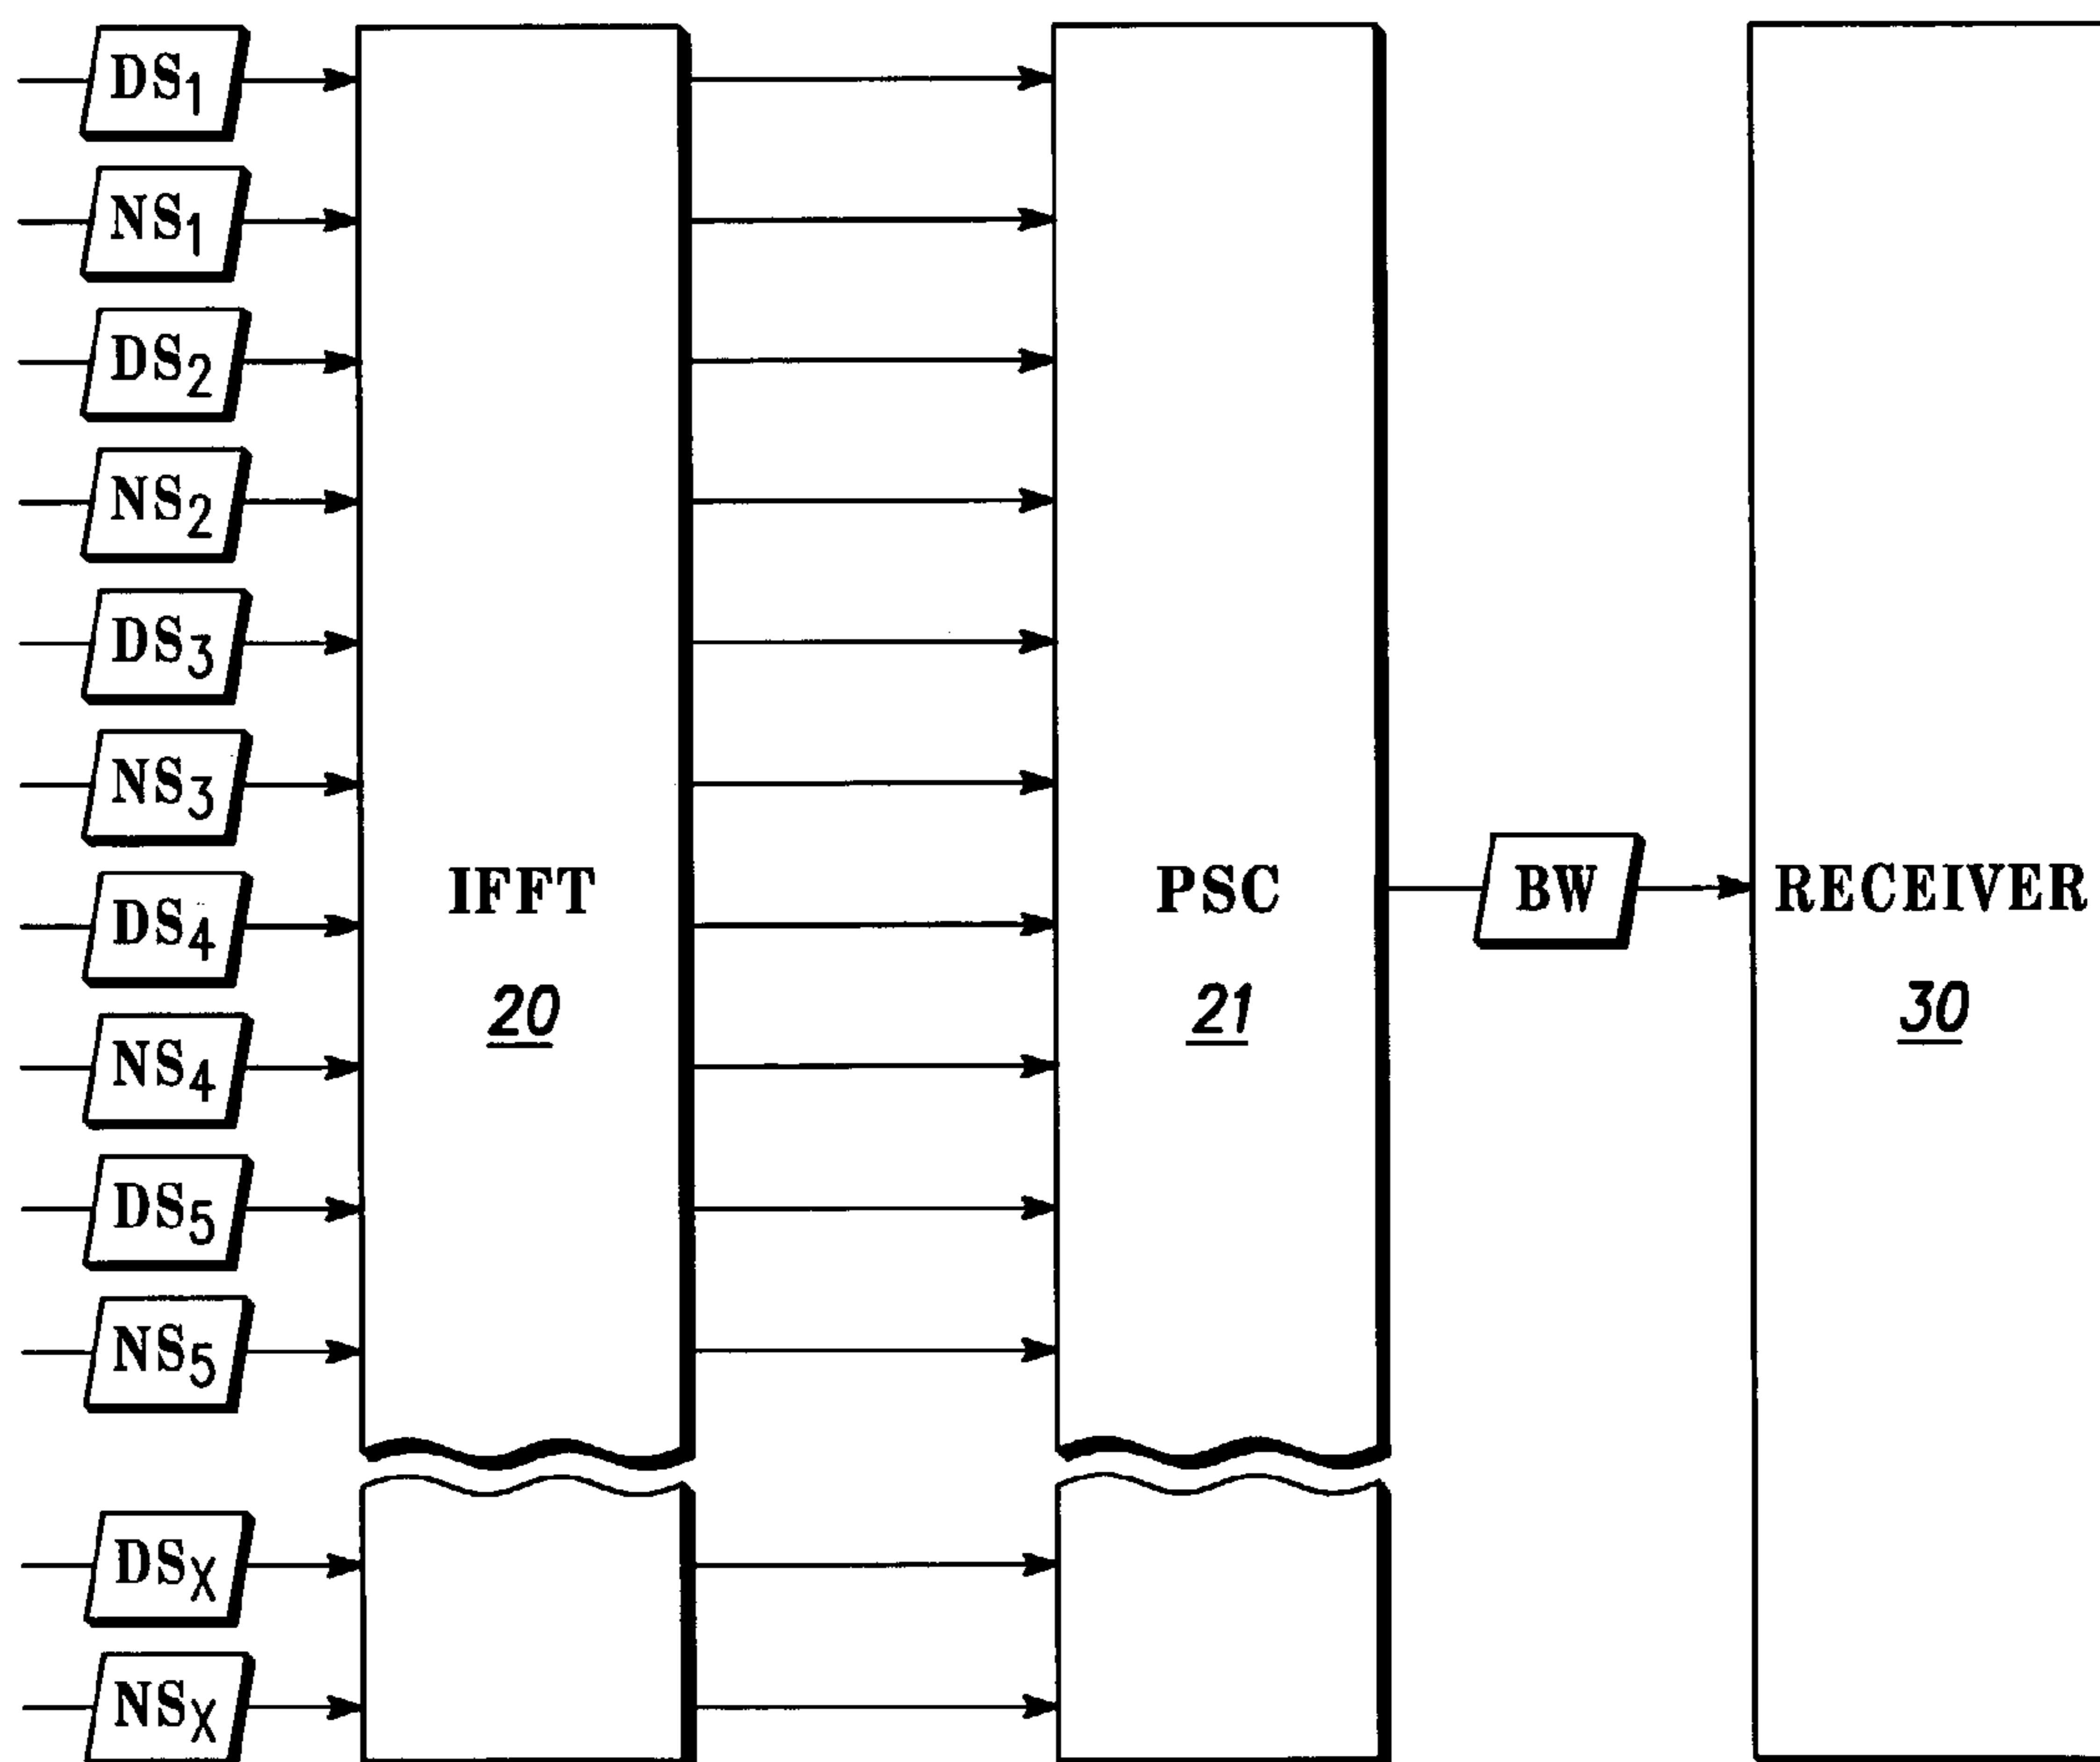 DS1
NS1
DS2
NS2
DS3
NS3
DS4
NS4
DS5
NS5
DSX
NSX
IFFT
20
PSC
21
BW
RECEIVER
30